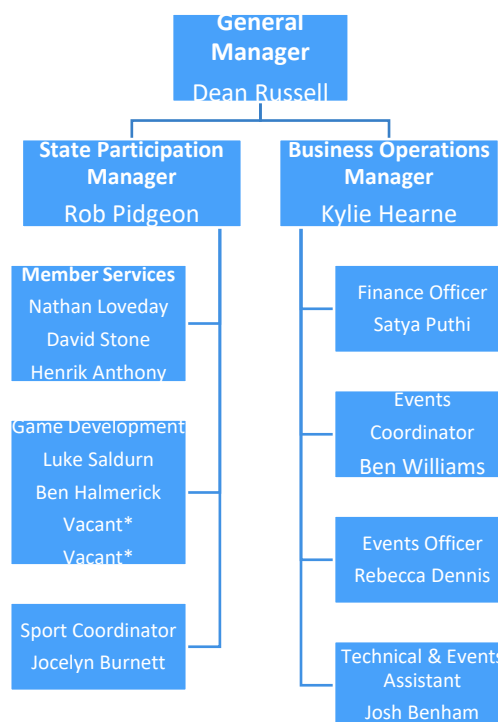 General
Manager
Dean Russell
State Participation
Manager
Rob Pidgeon
Business Operations
Manager
Kylie Hearne
Member Services
Nathan Loveday
David Stone
Henrik Anthony
Game Development
Luke Saldurn
Ben Halmerick
Vacant*
Vacant*
Sport Coordinator
Jocelyn Burnett
Finance Officer
Satya Puthi
Events
Coordinator
Ben Williams
Events Officer
Rebecca Dennis
Technical & Events
Assistant
Josh Benham